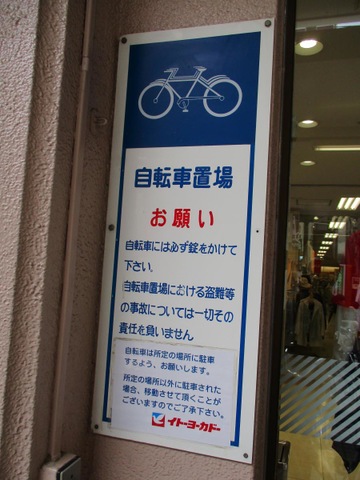 自転車置場
お願い
自転車には必ず錠をかけて
下さい.
自転車置場における盗難等
の事故については一切その
責任を負いません
自転車は所定の場所に駐車
するよう、お願いします。
所定の場所以外に駐車された
場合、移動させて頂くことが
ございますのでご了承下さい。
イトーヨーカドー